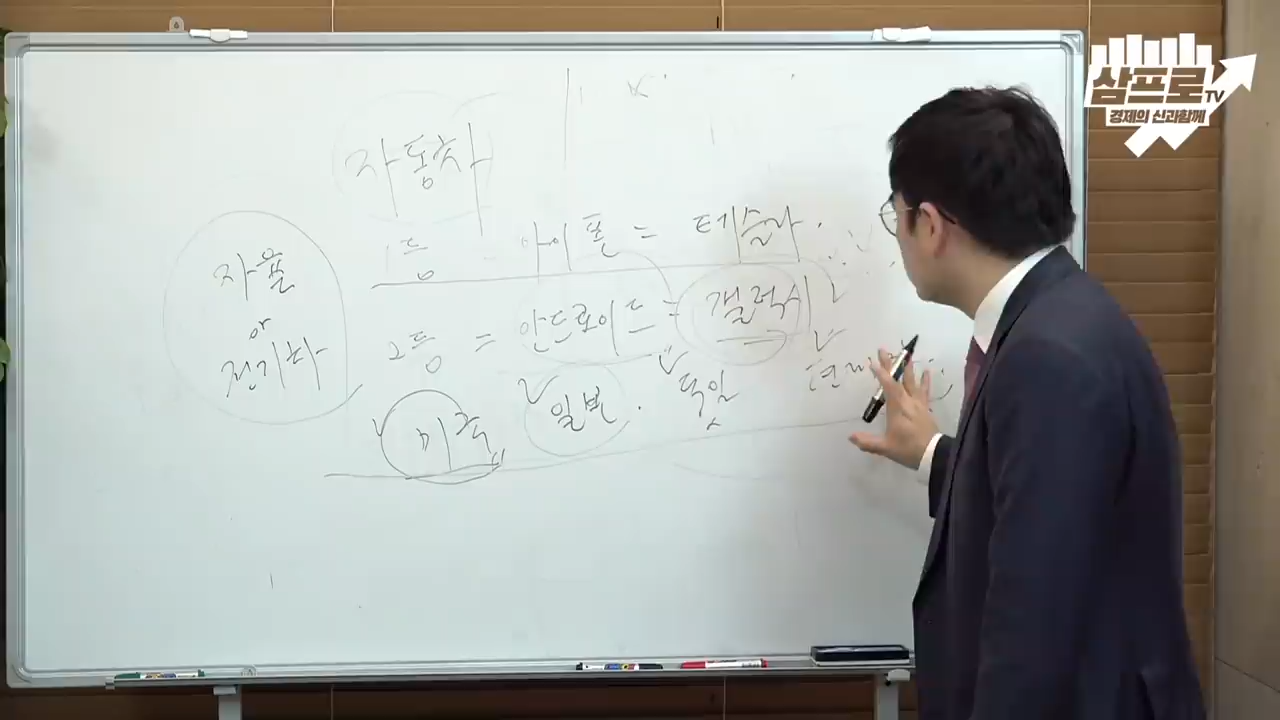 삼프로TV
경제의 신과함께
자동차
1등 아이폰 = 테슬라.
자율
or
전기차
2등 = 안드로이드 - 갤럭시
미국 일본. 독일